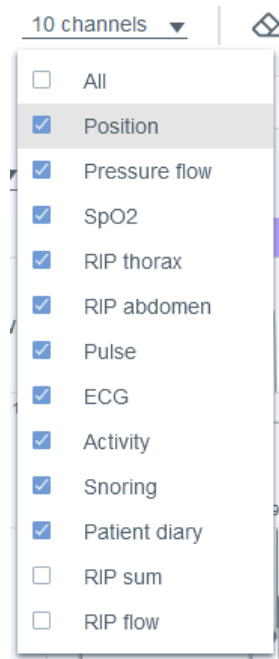 10 channels
All
Position
Pressure flow
SpO2
RIP thorax
RIP abdomen
Pulse
ECG
Activity
Snoring
Patient diary
RIP sum
RIP flow